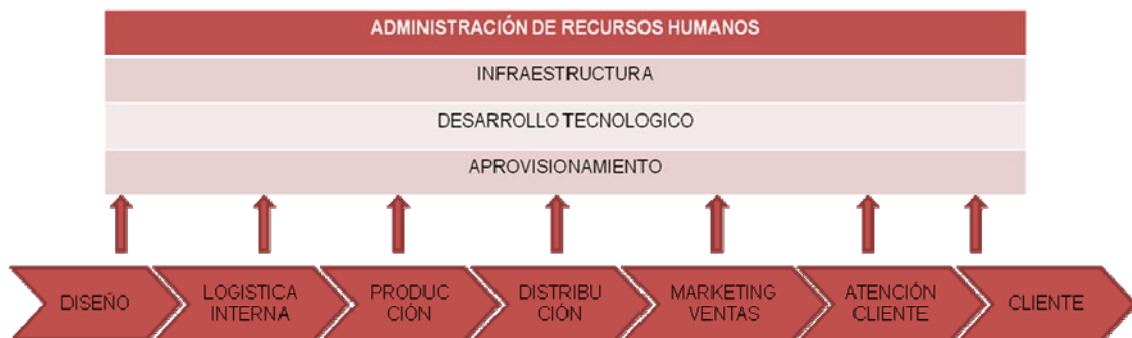 ADMINISTRACIÓN DE RECURSOS HUMANOS
INFRAESTRUCTURA
DESARROLLO TECNOLOGICO
APROVISIONAMIENTO
DISEÑO
LOGISTICA
INTERNA
PRODUC
CIÓN
DISTRIBU
CIÓN
MARKETING
VENTAS
ATENCIÓN
CLIENTE
CLIENTE